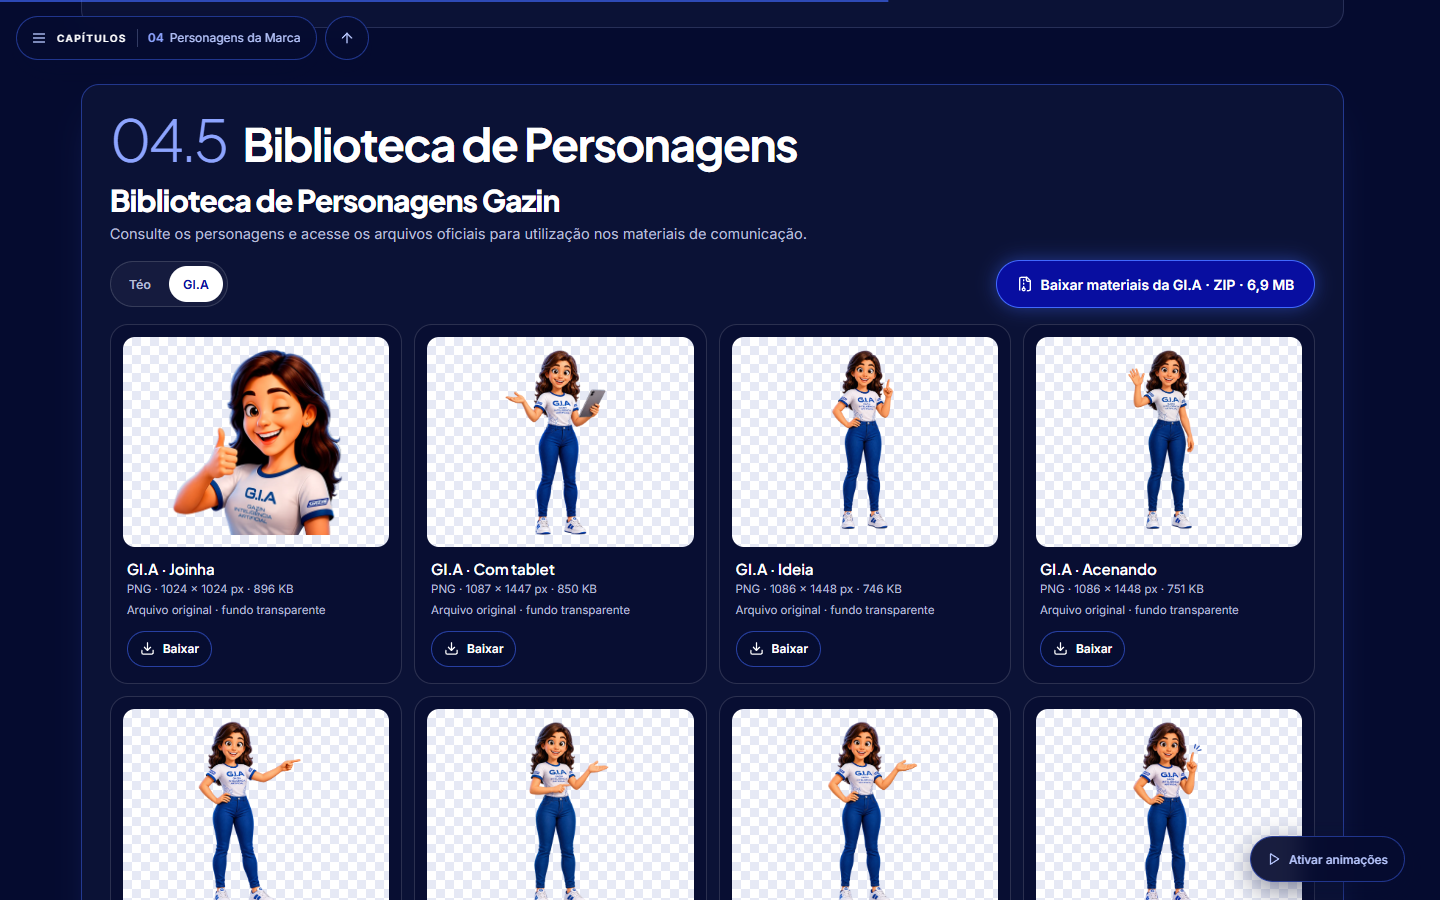 CAPÍTULOS
04 Personagens da Marca
04.5 Biblioteca de Personagens
Biblioteca de Personagens Gazin
Consulte os personagens e acesse os arquivos oficiais para utilização nos materiais de comunicação.
Téo
GI.A
Baixar materiais da GI.A · ZIP · 6,9 MB
G.I.A
GAZIN
INTELIGÊNCIA
ARTIFICIAL
GAZIN
G.I.A
G.I.A
G.I.A
GI.A · Joinha
PNG · 1024 × 1024 px · 896 KB
Arquivo original · fundo transparente
Baixar
GI.A · Com tablet
PNG · 1087 × 1447 px · 850 KB
Arquivo original · fundo transparente
Baixar
GI.A · Ideia
PNG · 1086 × 1448 px · 746 KB
Arquivo original · fundo transparente
Baixar
GI.A · Acenando
PNG · 1086 × 1448 px · 751 KB
Arquivo original · fundo transparente
Baixar
G.I.A
G.I.A
G.I.A
G.I.A
Ativar animações